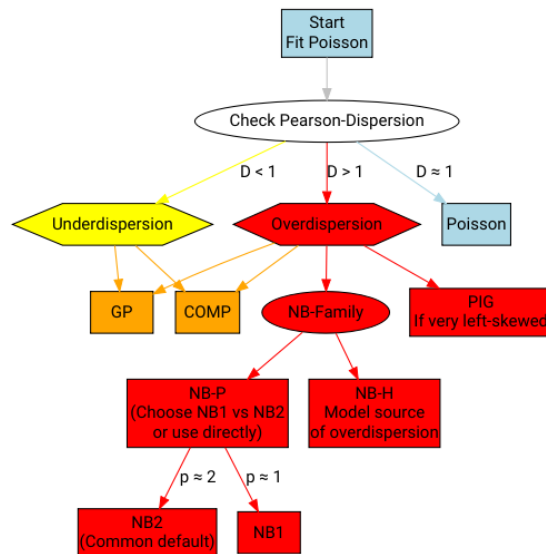 Start
Fit Poisson
Check Pearson-Dispersion
D < 1
D > 1
D ≈ 1
Underdispersion
Overdispersion
Poisson
GP
COMP
NB-Family
PIG
If very left-skewed
NB-P
(Choose NB1 vs NB2
or use directly)
NB-H
Model source
of overdispersion
p ≈ 2
p ≈ 1
NB2
(Common default)
NB1